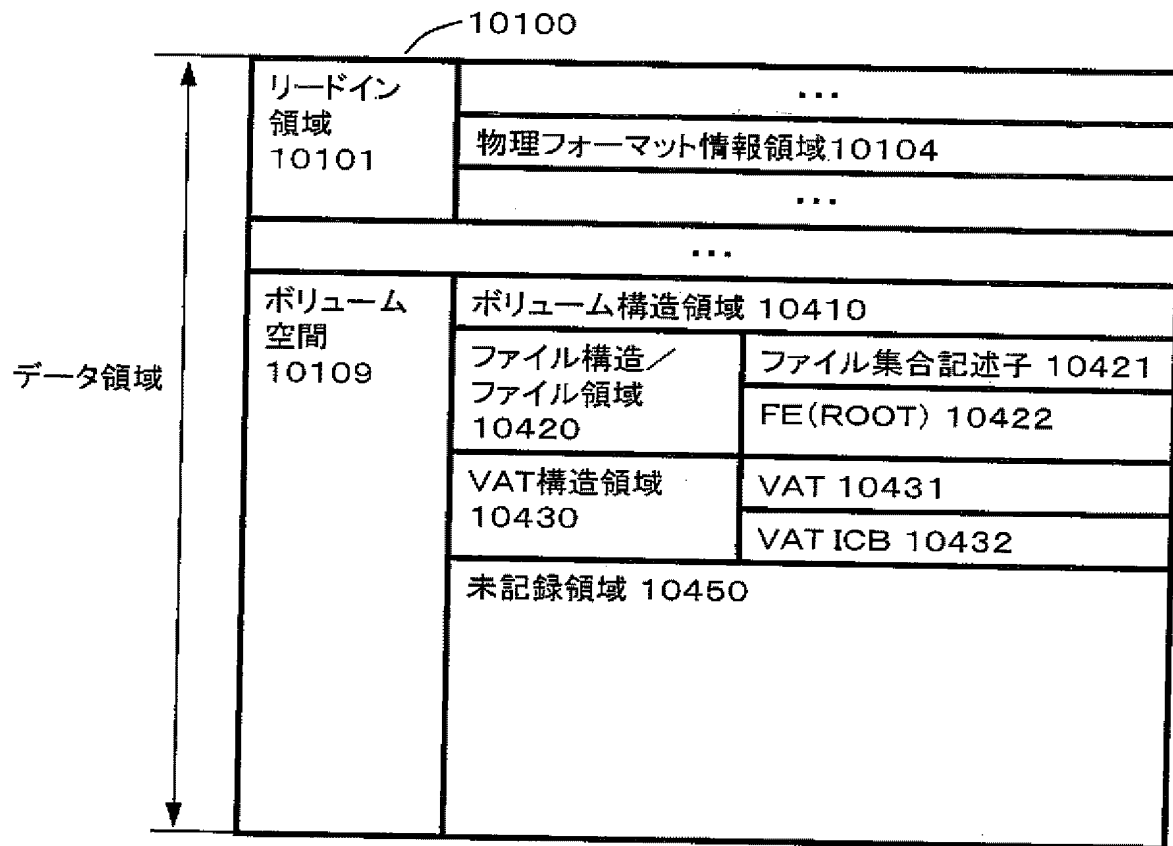 10100
リードイン
領域
10101
...
物理フォーマット情報領域10104
...
...
データ領域
ボリューム
空間
10109
ボリューム構造領域 10410
ファイル構造／
ファイル領域
10420
ファイル集合記述子 10421
FE(ROOT) 10422
VAT構造領域
10430
VAT 10431
VAT ICB 10432
未記録領域 10450